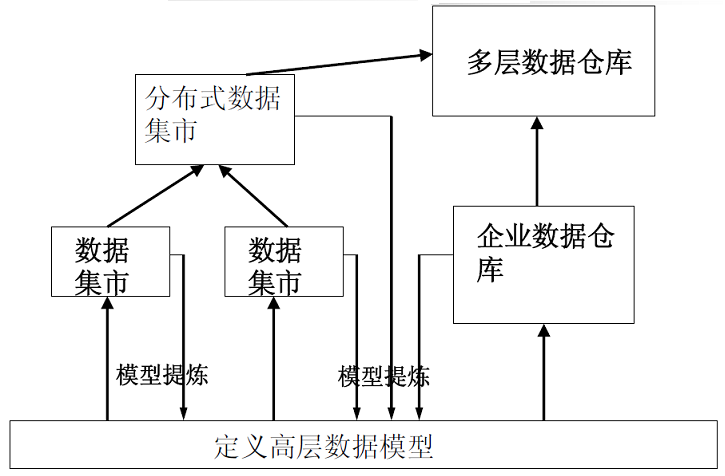 多层数据仓库
分布式数据
集市
数据
集市
数据
集市
企业数据仓
库
模型提炼
模型提炼
定义高层数据模型